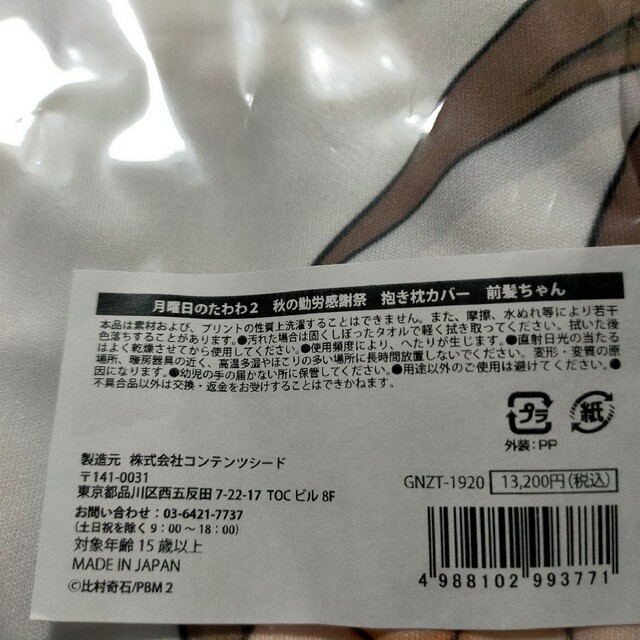 月曜日のたわわ2 秋の勤労感謝祭 抱き枕カバー 前髪ちゃん
本品は素材および、プリントの性質上洗濯することはできません。また、摩擦、水ぬれ等により若干
色落ちすることがあります。●汚れた場合は固くしぼったタオルで軽く拭き取ってください。拭いた後
はよく乾燥させてから使用してください。●使用頻度により、へたりが生じます。●直射日光の当たる
場所、暖房器具の近く、高温多湿やほこりの多い場所に長時間放置しないでください。変形・変質の原
因になります。●幼児の手の届かない所に保管してください。●用途以外のご使用は避けてください。●
不具合品以外は交換・返金をお受けすることはできかねます。
プラ
紙
外装:PP
製造元 株式会社コンテンツシード
〒141-0031
東京都品川区西五反田 7-22-17 TOC ビル 8F
お問い合わせ:03-6421-7737
(土日祝を除く9:00〜18:00)
対象年齢 15歳以上
MADE IN JAPAN
©比村奇石/PBM 2
GNZT-1920 13,200円(税込)
4 988102 993771